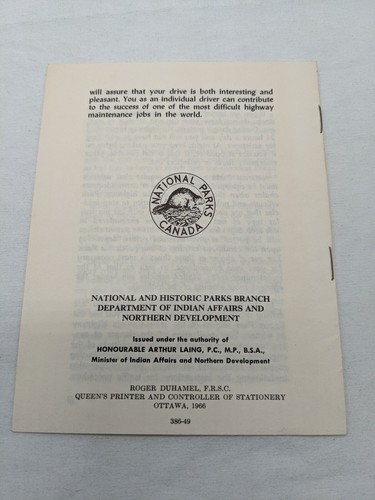 will assure that your drive is both interesting and
pleasant. You as an individual driver can contribute
to the success of one of the most difficult highway
maintenance jobs in the world.
NATIONAL PARKS
CANADA
NATIONAL AND HISTORIC PARKS BRANCH
DEPARTMENT OF INDIAN AFFAIRS AND
NORTHERN DEVELOPMENT
Issued under the authority of
HONOURABLE ARTHUR LAING, P.C., M.P., B.S.A.,
Minister of Indian Affairs and Northern Development
ROGER DUHAMEL, F.R.S.C.
QUEEN'S PRINTER AND CONTROLLER OF STATIONERY
OTTAWA, 1966
386-49